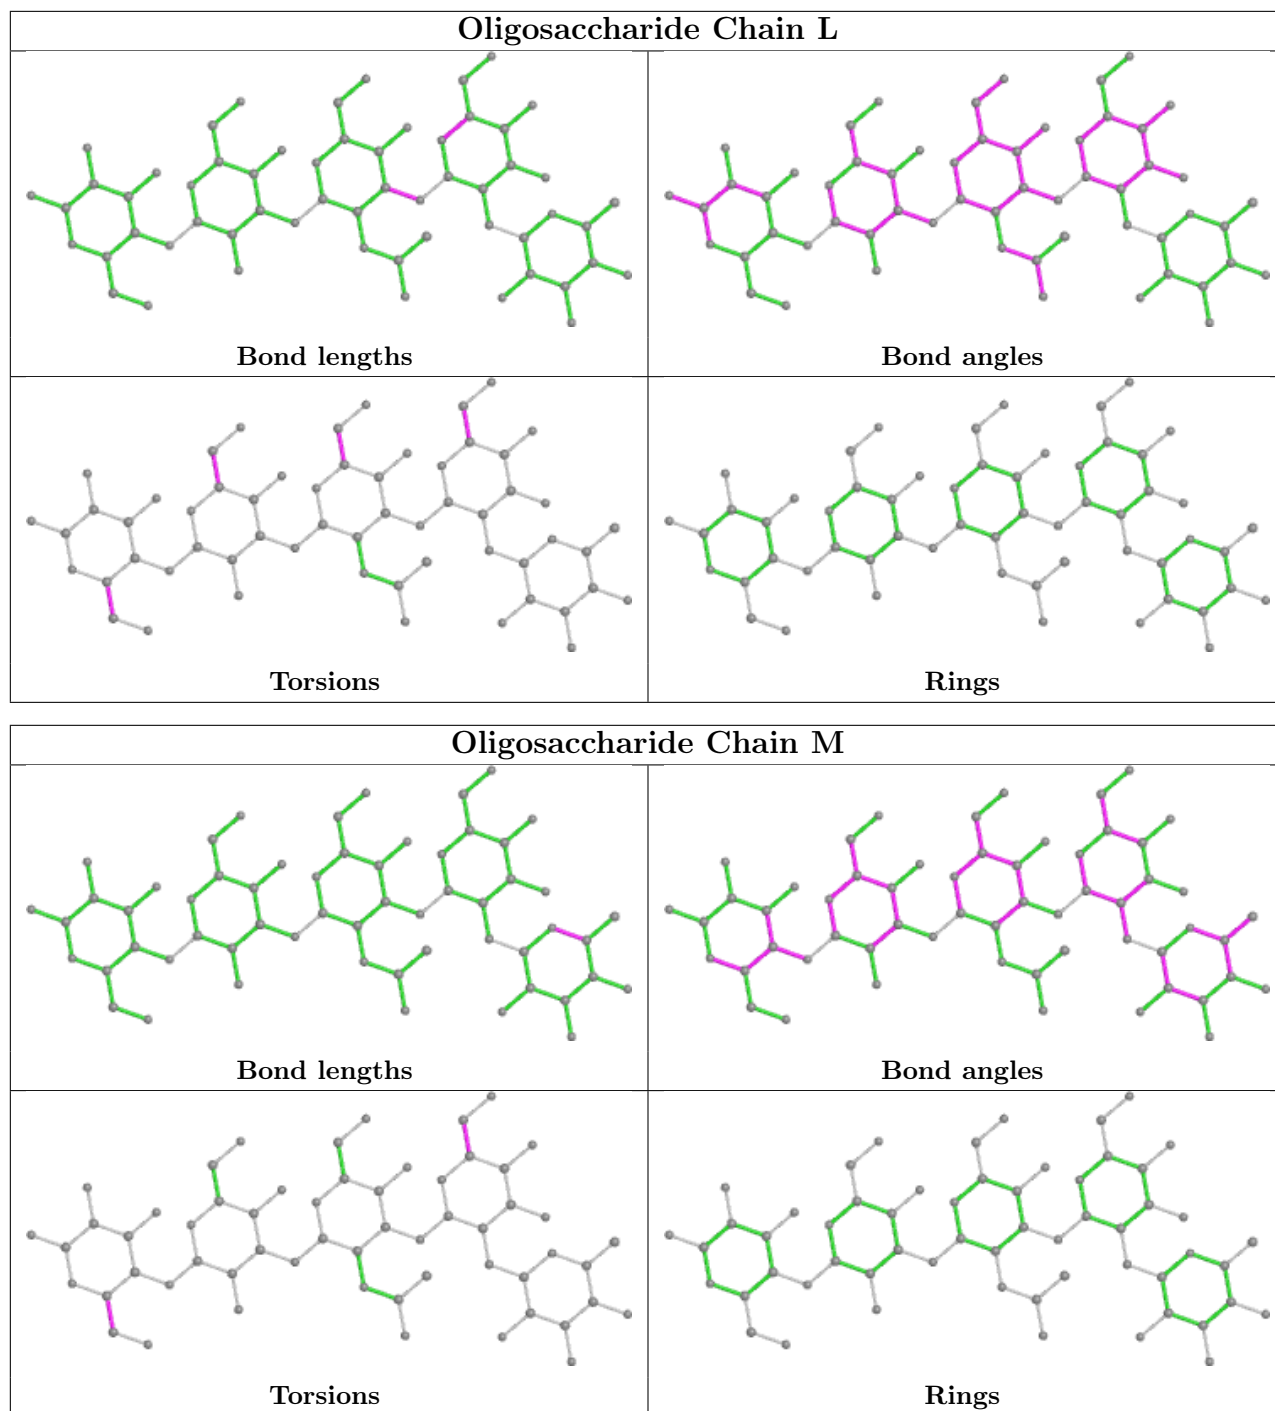 Oligosaccharide Chain L
Bond lengths
Bond angles
Torsions
Rings
Oligosaccharide Chain M
Bond lengths
Bond angles
Torsions
Rings